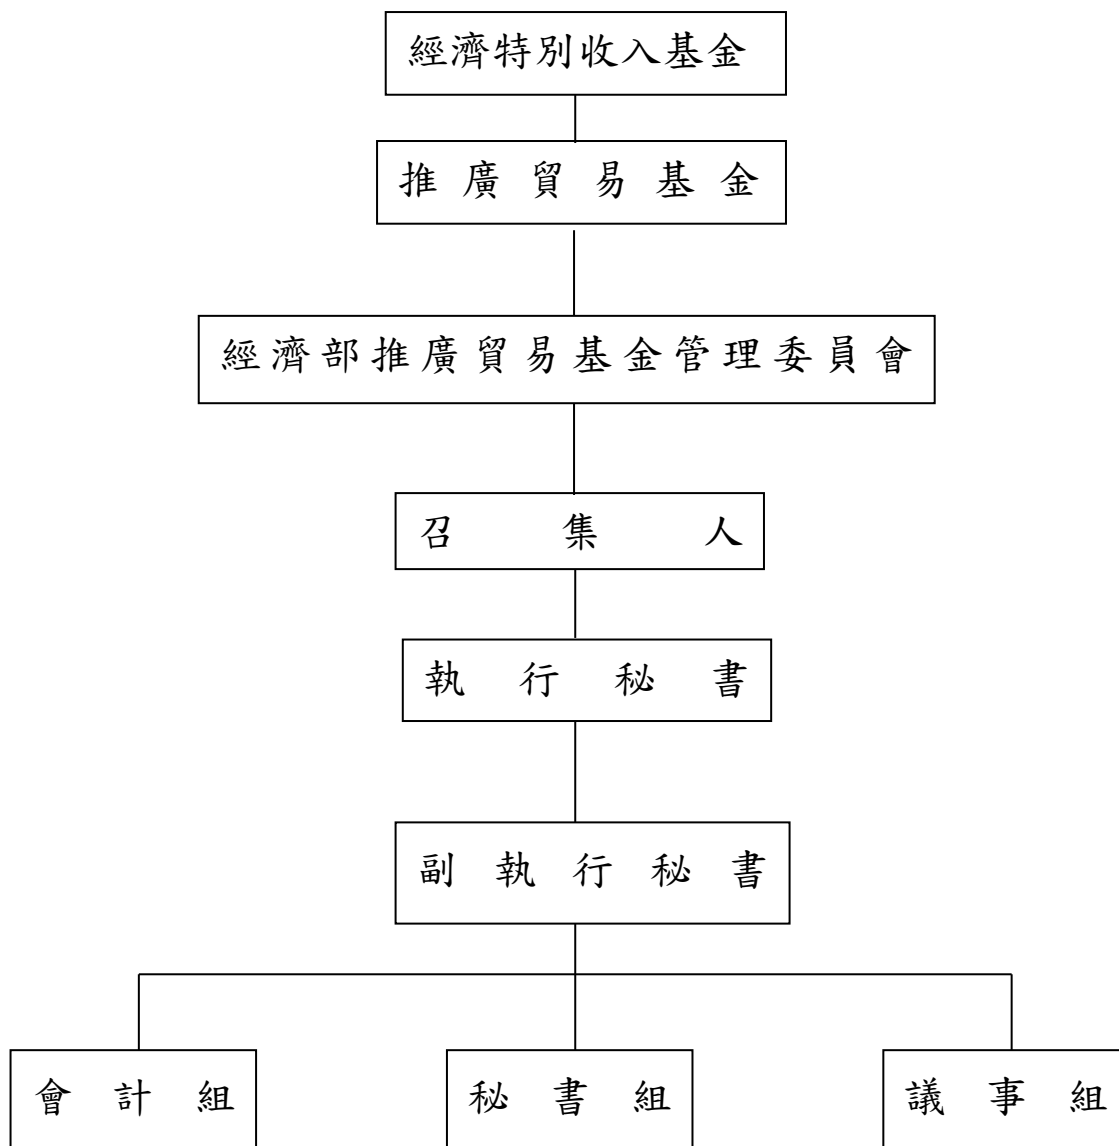 經濟特別收入基金
推廣貿易基金
經濟部推廣貿易基金管理委員會
召集人
執行秘書
副執行秘書
會計組
秘書組
議事組